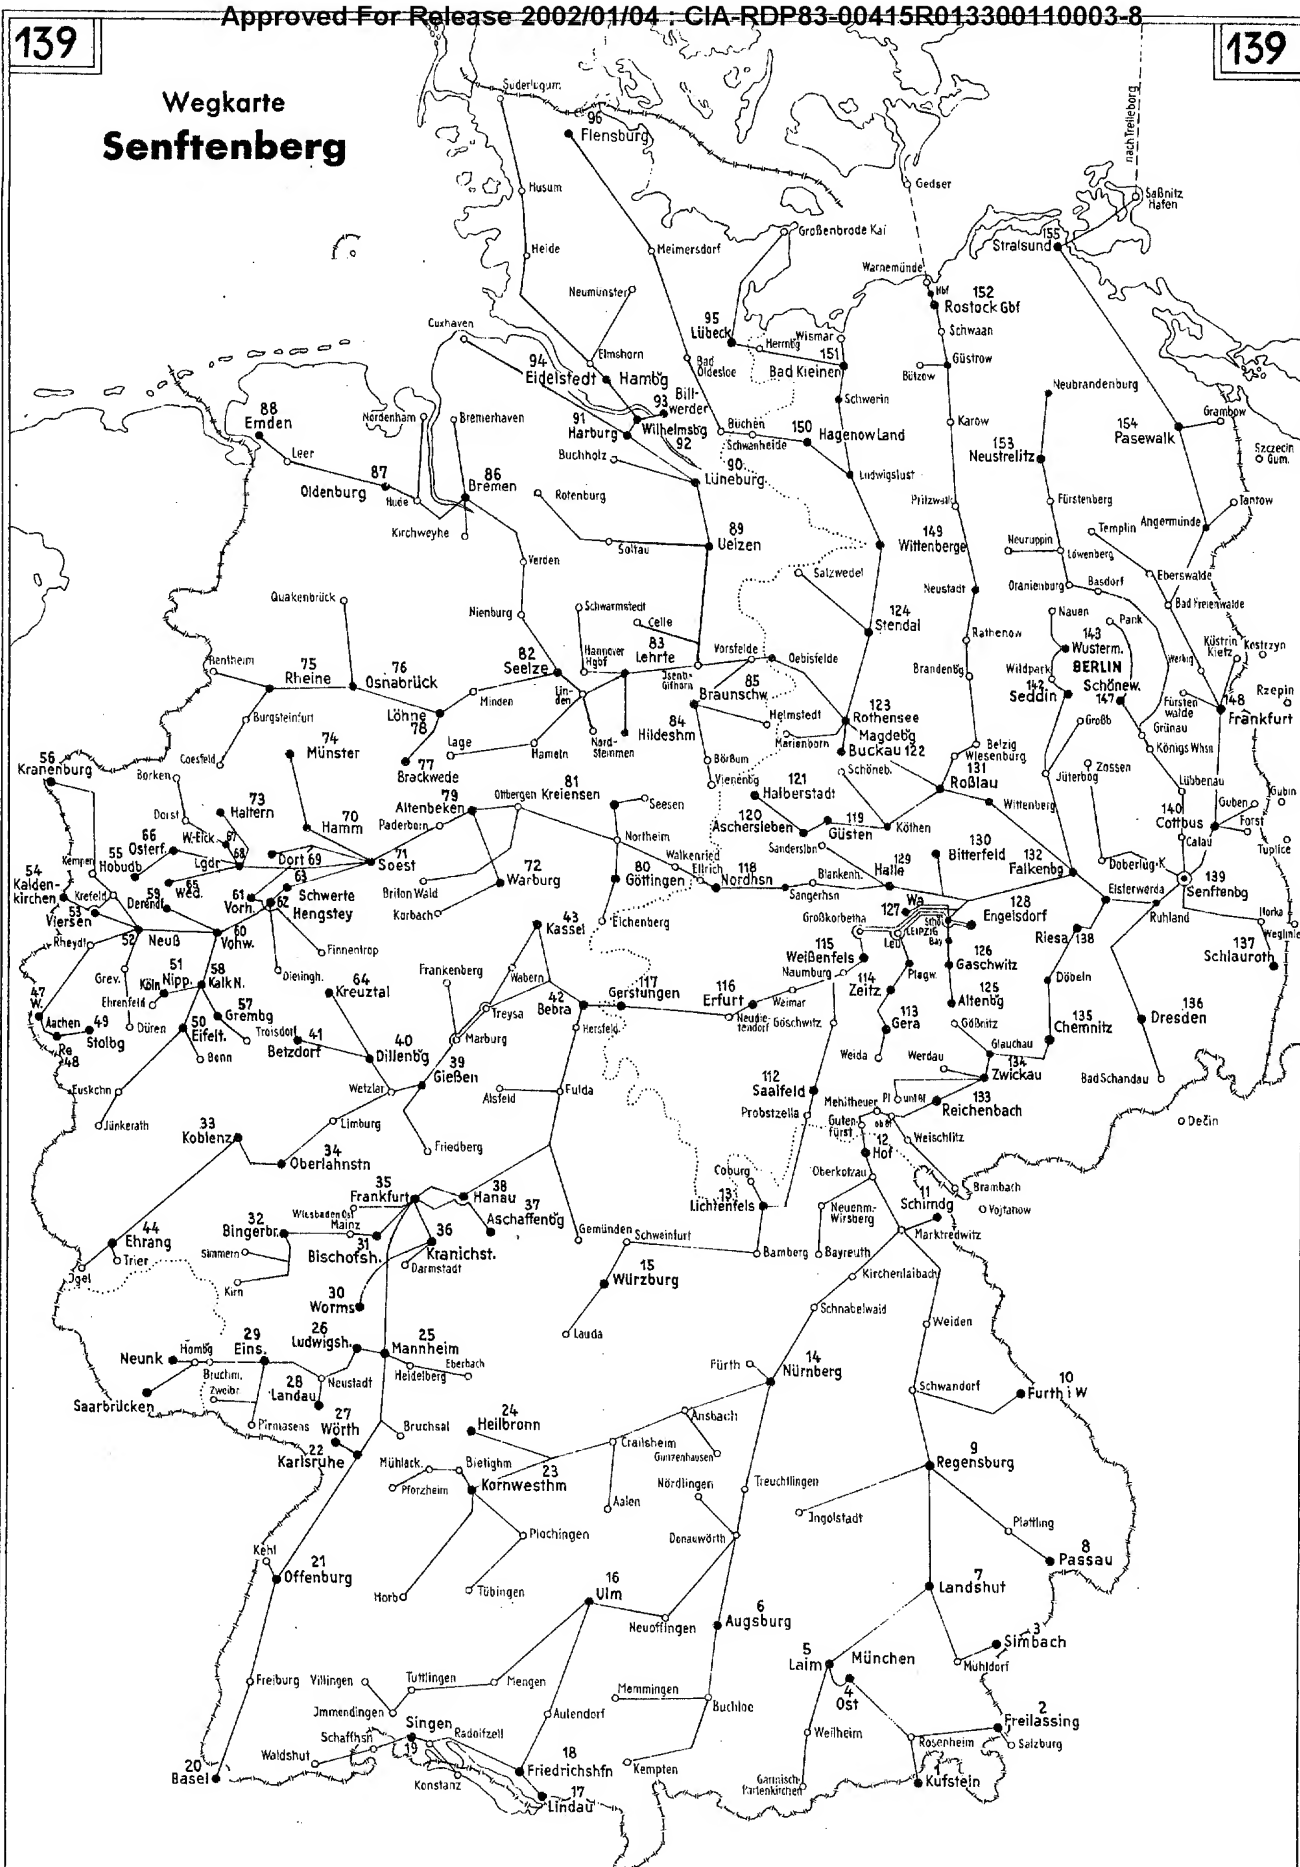 Approved For Release 2002/01/04 : CIA-RDP83-00415R013300110003-8
139
139
Wegkarte
Senftenberg
Süderlügum
96
Flensburg
nach Trelleborg
Husum
Gedser
Saßnitz
Hafen
Großenbrode Kai
155
Stralsund
Heide
Meimersdorf
Warnemünde
Hbf
152
Rostock Gbf
Neumünster
95
Lübeck
Herrnbg
Wismar
151
Bad Kleinen
Schwaan
Güstrow
Bützow
Cuxhaven
94
Eidelstedt
Elmshorn
Hambg
Bad
Oldesloe
Neubrandenburg
93
Bill-
werder
Schwerin
88
Emden
Nordenham
Bremerhaven
91
Harburg
Wilhelmsbg
92
Büchen
Schwanheide
150
Hagenow Land
Karow
154
Pasewalk
Grambow
153
Neustrelitz
Szczecin
Gum.
Leer
87
Oldenburg
Hude
86
Bremen
Buchholz
90
Lüneburg
Ludwigslust
Rotenburg
Pritzwalk
Fürstenberg
Tantow
Angermünde
Kirchweyhe
Soltau
89
Uelzen
149
Wittenberge
Templin
Neuruppin
Löwenberg
Verden
Salzwedel
Neustadt
Oranienburg
Basdorf
Eberswalde
Quakenbrück
Nienburg
Schwarmstedt
Celle
124
Stendal
Nauen
Pank
Bad Freienwalde
143
Wusterm.
Küstrin
Kietz
Kostrzyn
Bentheim
75
Rheine
76
Osnabrück
82
Seelze
Hannover
Hgbf
83
Lehrte
Vorsfelde
Oebisfelde
Rathenow
Werbig
BERLIN
Wildpark
Brandenbg
Jsenb-
Gifhorn
85
Braunschw.
142
Seddin
Schönew.
147
Fürsten
walde
148
Frankfurt
Rzepin
Minden
Lin-
den
Löhne
78
Helmstedt
123
Rothensee
Magdebg
Buckau 122
Marienborn
Großb
Grünau
Königs Whsn
Burgsteinfurt
Lage
Hameln
Nord-
Stemmen
84
Hildeshm
Belzig
Wiesenburg
Coesfeld
74
Münster
77
Brackwede
Börßum
Vienenbg
Schöneb.
131
Roßlau
Jüterbog
Zossen
Lübbenau
56
Kranenburg
Borken
79
Altenbeken
Ottbergen
81
Kreiensen
Seesen
121
Halberstadt
Wittenberg
Guben
Gubin
140
Cottbus
Forst
Dorst
73
Haltern
70
Hamm
Paderborn
120
Aschersleben
119
Güsten
Köthen
Calau
Tuplice
66
Osterf.
W-Eick
67
Northeim
Sanderslbn
130
Bitterfeld
132
Falkenbg
Doberlug-K
55
Hobudb
Kempen
Lgdr
68
Dort 69
71
Soest
Walkenried
Ellrich
Blankenh.
129
Halle
139
Senftenbg
54
Kalden-
kirchen
Krefeld
65
Wed.
63
Schwerte
Brilon Wald
72
Warburg
80
Göttingen
118
Nordhsn
Sangerhsn
Elsterwerda
59
Derendf
61
Vorh.
62
Hengstey
Korbach
Eichenberg
Wa
127
128
Engelsdorf
Ruhland
Horka
Weglinie
53
Viersen
Großkorbetha
Schöf
LEIPZIG
Leu
Bay
Riesa
138
Rheydt
52
Neuß
60
Vohw.
43
Kassel
115
Weißenfels
126
Gaschwitz
137
Schlauroth
Finnentrop
Grev.
Dieringh.
Frankenberg
Wabern
Naumburg
Plagw.
Döbeln
Köln
51
Nipp.
58
Kalk N.
64
Kreuztal
117
Gerstungen
116
Erfurt
114
Zeitz
Ehrenfeld
42
Bebra
Weimar
125
Altenbg
47
W.
57
Grembg
Treysa
Neudie-
tendorf
Göschwitz
135
Chemnitz
136
Dresden
Aachen
49
Stolbg
Düren
Troisdorf
41
Betzdorf
40
Dillenbg
Hersfeld
113
Gera
Gößnitz
Re
48
50
Eifelt.
Marburg
Glauchau
Bonn
39
Gießen
Weida
Werdau
134
Zwickau
Bad Schandau
Euskchn
Wetzlar
Alsfeld
Fulda
112
Saalfeld
Mehltheuer
Pl
unter
133
Reichenbach
Jünkerath
33
Koblenz
Limburg
Probstzella
Guten-
fürst
ob Bf
Děčín
34
Oberlahnstn
Friedberg
12
Hof
Weischlitz
Coburg
Oberkotzau
35
Frankfurt
38
Hanau
13
Lichtenfels
Brambach
Wiesbaden Ost
37
Aschaffenbg
11
Schirndg
Vojtanow
44
Ehrang
32
Bingerbr.
Mainz
36
Kranichst.
Gemünden
Schweinfurt
Neuenm.-
Wirsberg
Marktredwitz
Trier
Simmern
31
Bischofsh.
Darmstadt
Bamberg
Bayreuth
Jgel
Kirn
15
Würzburg
Kirchenlaibach
30
Worms
Schnabelwaid
Lauda
Weiden
29
Eins.
26
Ludwigsh.
25
Mannheim
Neunk
Hombg
Bruchm.
Fürth
14
Nürnberg
Heidelberg
Eberbach
Saarbrücken
Zweibr.
28
Landau
Neustadt
Schwandorf
10
Furth i W
Pirmasens
27
Wörth
Bruchsal
24
Heilbronn
Ansbach
Crailsheim
Gunzenhausen
22
Karlsruhe
Mühlack.
Bietighm
9
Regensburg
Pforzheim
23
Kornwesthm
Aalen
Nördlingen
Treuchtlingen
Jngolstadt
Plattling
Plochingen
Donauwörth
8
Passau
Kehl
21
Offenburg
Horb
Tübingen
16
Ulm
7
Landshut
Neuoffingen
6
Augsburg
3
Simbach
5
Laim
München
Mühldorf
Freiburg
Villingen
Tuttlingen
Mengen
Memmingen
4
Ost
Jmmendingen
Aulendorf
Buchloe
2
Freilassing
Singen
Radolfzell
Weilheim
Rosenheim
Salzburg
Schaffhsn
Waldshut
19
18
Friedrichshfn
Kempten
20
Basel
Konstanz
17
Lindau
Garmisch-
Partenkirchen
1
Kufstein